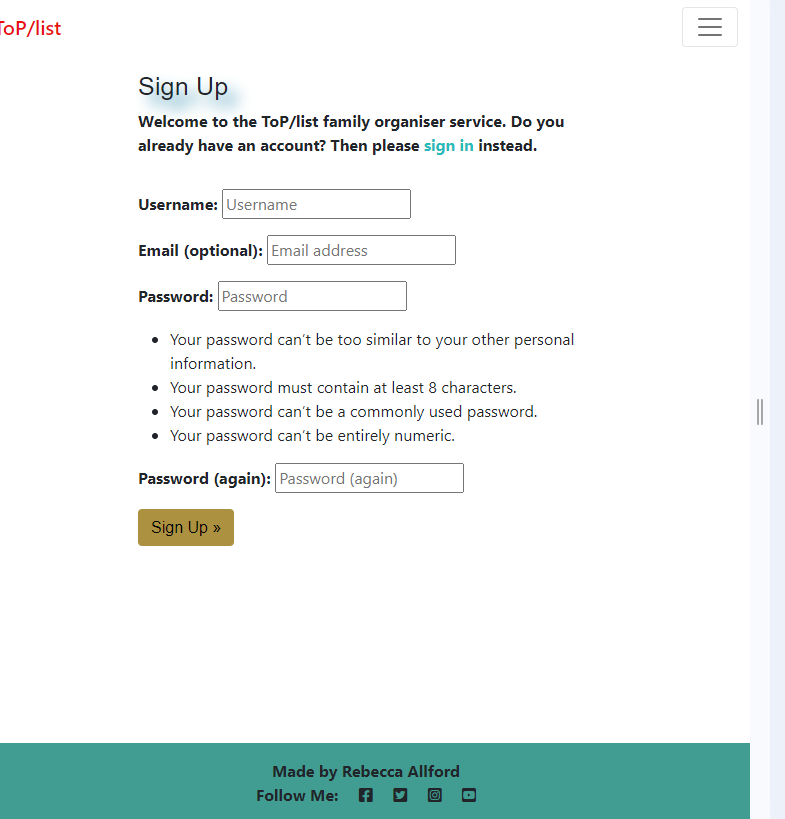 ToP/list
Sign Up
Welcome to the ToP/list family organiser service. Do you
already have an account? Then please sign in instead.
Username: Username
Email (optional): Email address
Password: Password
Your password can't be too similar to your other personal
information.
Your password must contain at least 8 characters.
Your password can't be a commonly used password.
Your password can't be entirely numeric.
Password (again): Password (again)
Sign Up »
Made by Rebecca Allford
Follow Me: